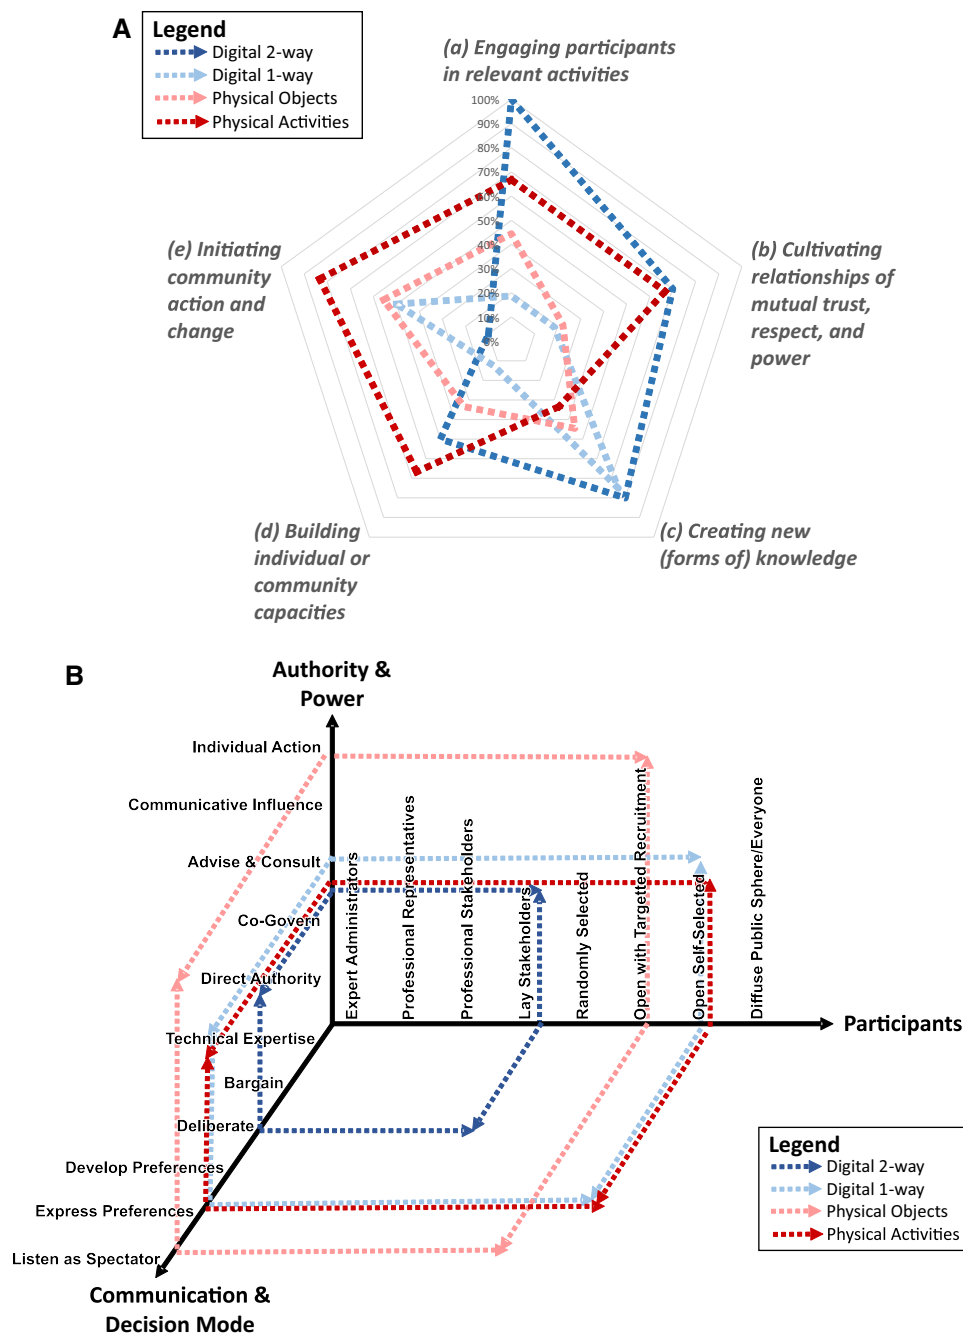 A
Legend
Digital 2-way
Digital 1-way
Physical Objects
Physical Activities
(a) Engaging participants
in relevant activities
100%
90%
80%
70%
60%
50%
40%
30%
20%
10%
0%
(e) Initiating
community
action and
change
(b) Cultivating
relationships of
mutual trust,
respect, and
power
(d) Building
individual or
community
capacities
(c) Creating new
(forms of) knowledge
B
Authority &
Power
Individual Action
Communicative Influence
Advise & Consult
Co-Govern
Direct Authority
Expert Administrators
Professional Representatives
Professional Stakeholders
Lay Stakeholders
Randomly Selected
Open with Targetted Recruitment
Open Self-Selected
Diffuse Public Sphere/Everyone
Participants
Technical Expertise
Bargain
Deliberate
Develop Preferences
Express Preferences
Listen as Spectator
Communication &
Decision Mode
Legend
Digital 2-way
Digital 1-way
Physical Objects
Physical Activities